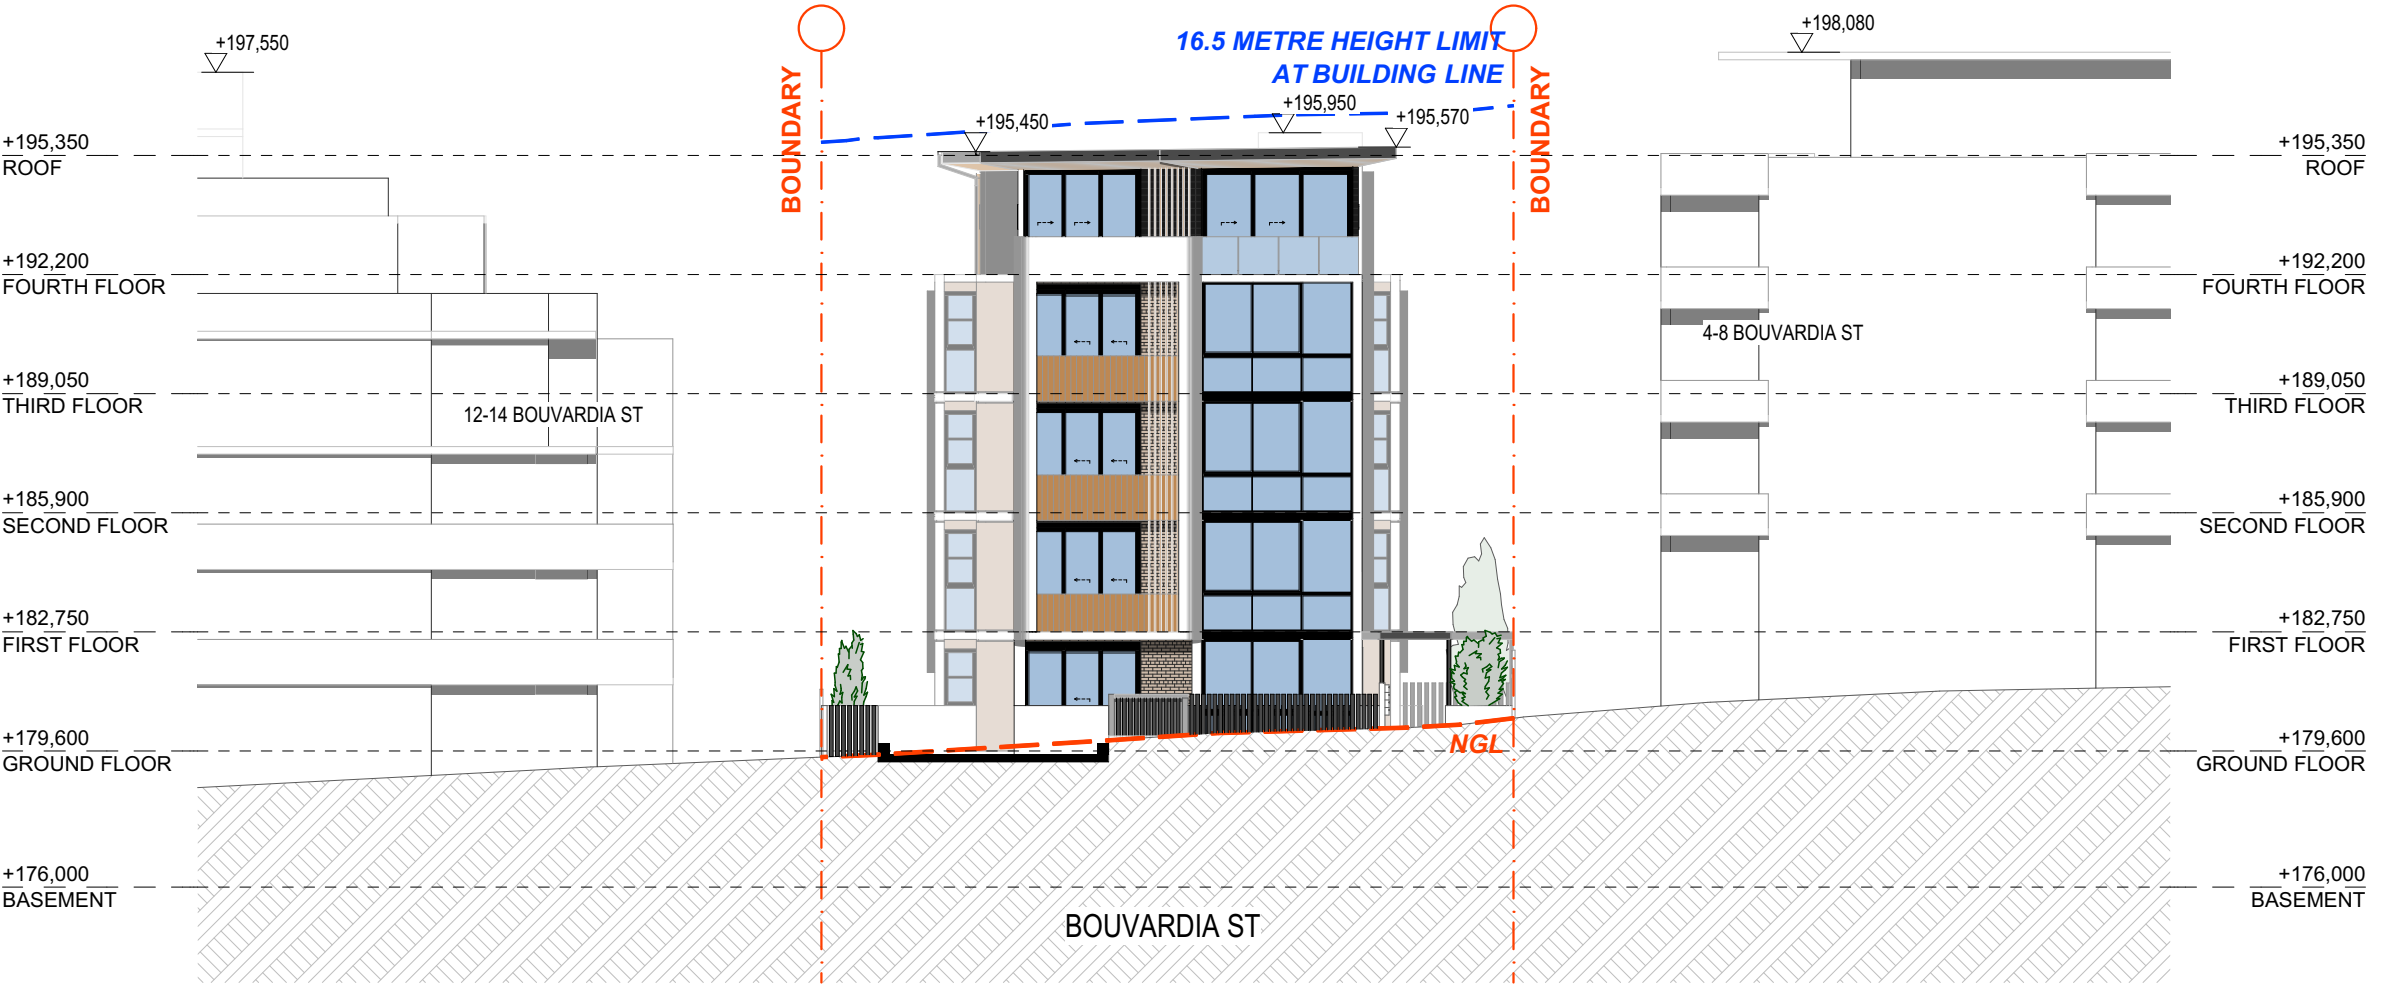 +197,550
16.5 METRE HEIGHT LIMIT
AT BUILDING LINE
+198,080
BOUNDARY
BOUNDARY
+195,450
+195,950
+195,570
+195,350
ROOF
+195,350
ROOF
+192,200
FOURTH FLOOR
+192,200
FOURTH FLOOR
4-8 BOUVARDIA ST
+189,050
THIRD FLOOR
+189,050
THIRD FLOOR
12-14 BOUVARDIA ST
+185,900
SECOND FLOOR
+185,900
SECOND FLOOR
+182,750
FIRST FLOOR
+182,750
FIRST FLOOR
+179,600
GROUND FLOOR
NGL
+179,600
GROUND FLOOR
+176,000
BASEMENT
+176,000
BASEMENT
BOUVARDIA ST